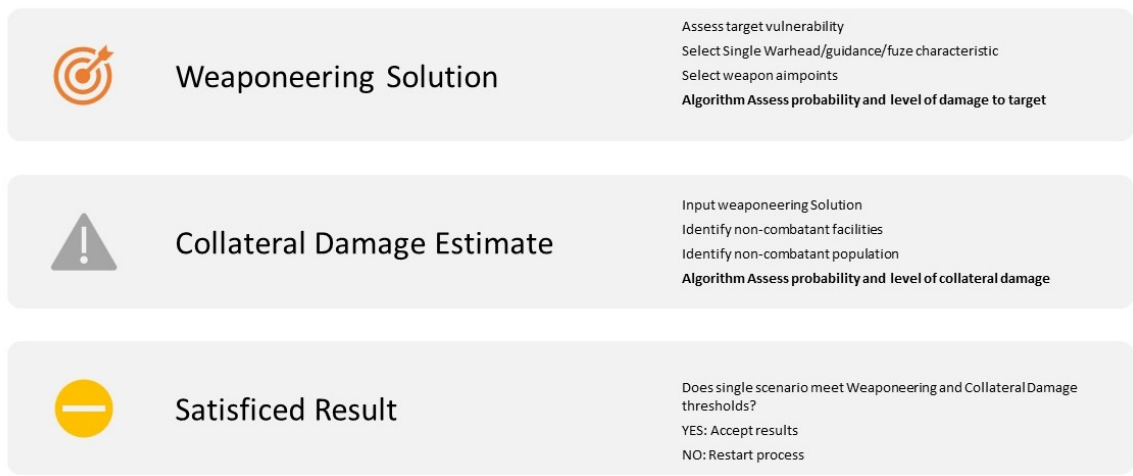 Weaponeering Solution
Assess target vulnerability
Select Single Warhead/guidance/fuze characteristic
Select weapon aimpoints
Algorithm Assess probability and level of damage to target
Collateral Damage Estimate
Input weaponeering Solution
Identify non-combatant facilities
Identify non-combatant population
Algorithm Assess probability and level of collateral damage
Satisficed Result
Does single scenario meet Weaponeering and Collateral Damage
thresholds?
YES: Accept results
NO: Restart process